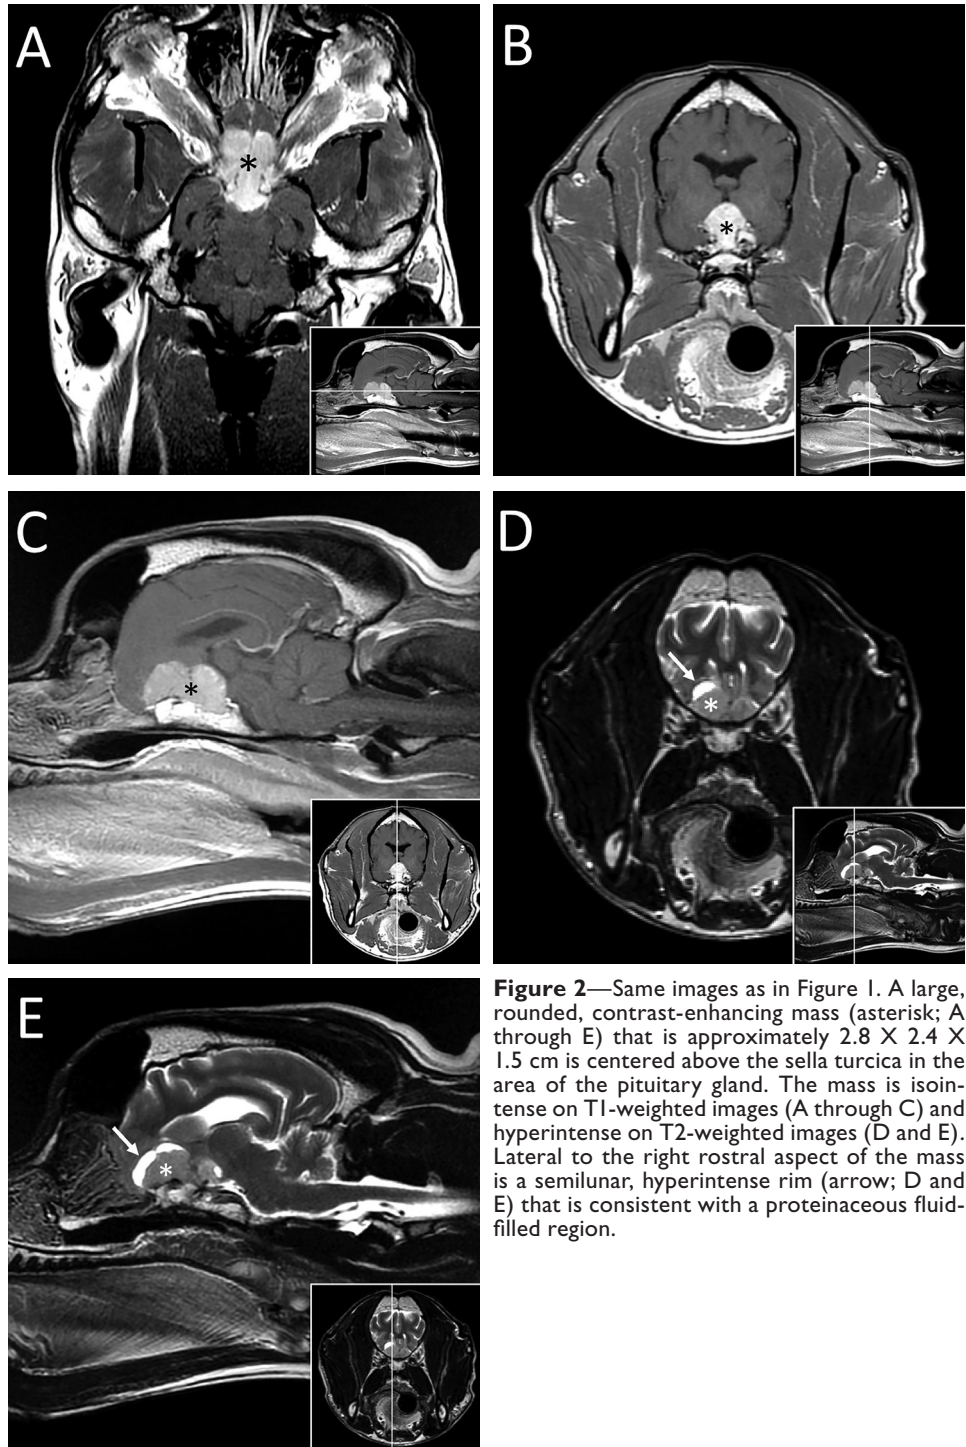 A
B
*
*
C
D
*
*
E
*
Figure 2—Same images as in Figure 1. A large,
rounded, contrast-enhancing mass (asterisk; A
through E) that is approximately 2.8 X 2.4 X
1.5 cm is centered above the sella turcica in the
area of the pituitary gland. The mass is isoin-
tense on T1-weighted images (A through C) and
hyperintense on T2-weighted images (D and E).
Lateral to the right rostral aspect of the mass
is a semilunar, hyperintense rim (arrow; D and
E) that is consistent with a proteinaceous fluid-
filled region.